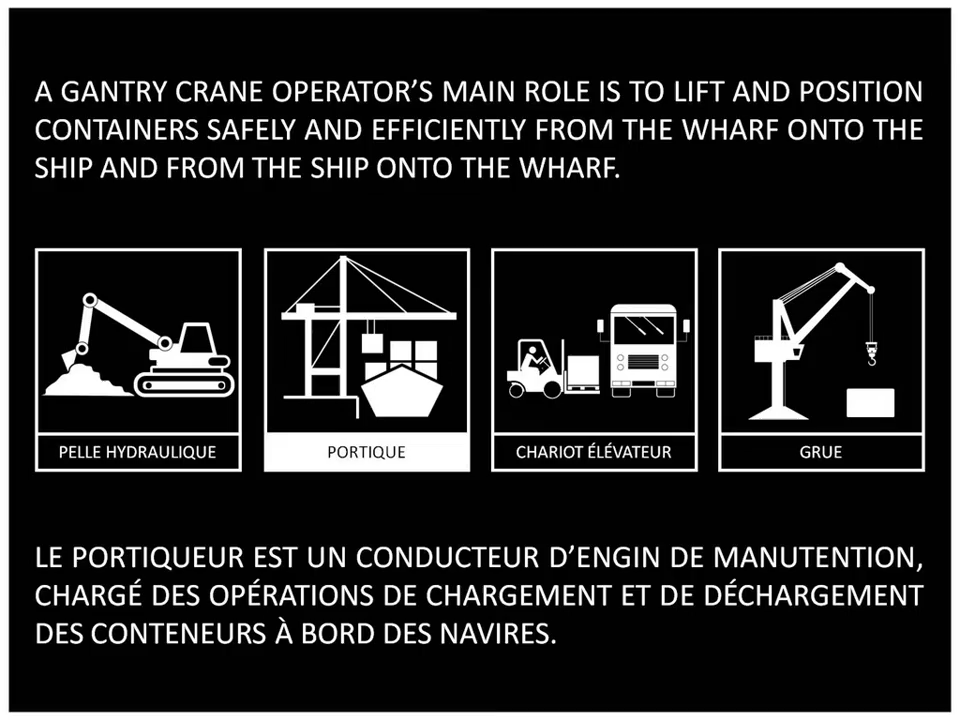 A GANTRY CRANE OPERATOR’S MAIN ROLE IS TO LIFT AND POSITION
CONTAINERS SAFELY AND EFFICIENTLY FROM THE WHARF ONTO THE
SHIP AND FROM THE SHIP ONTO THE WHARF.
PELLE HYDRAULIQUE
PORTIQUE
CHARIOT ÉLÉVATEUR
GRUE
LE PORTIQUEUR EST UN CONDUCTEUR D’ENGIN DE MANUTENTION,
CHARGÉ DES OPÉRATIONS DE CHARGEMENT ET DE DÉCHARGEMENT
DES CONTENEURS À BORD DES NAVIRES.